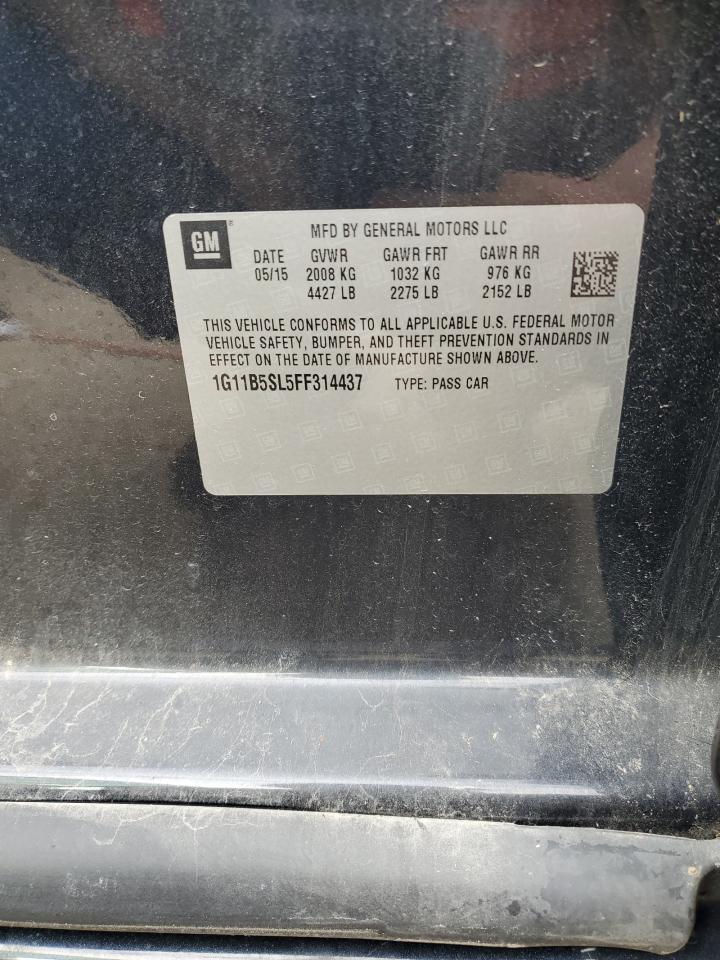 GM ® MFD BY GENERAL MOTORS LLC
DATE GVWR GAWR FRT GAWR RR
05/15 2008 KG 1032 KG 976 KG
4427 LB 2275 LB 2152 LB
THIS VEHICLE CONFORMS TO ALL APPLICABLE U.S. FEDERAL MOTOR
VEHICLE SAFETY, BUMPER, AND THEFT PREVENTION STANDARDS IN
EFFECT ON THE DATE OF MANUFACTURE SHOWN ABOVE.
1G11B5SL5FF314437 TYPE: PASS CAR